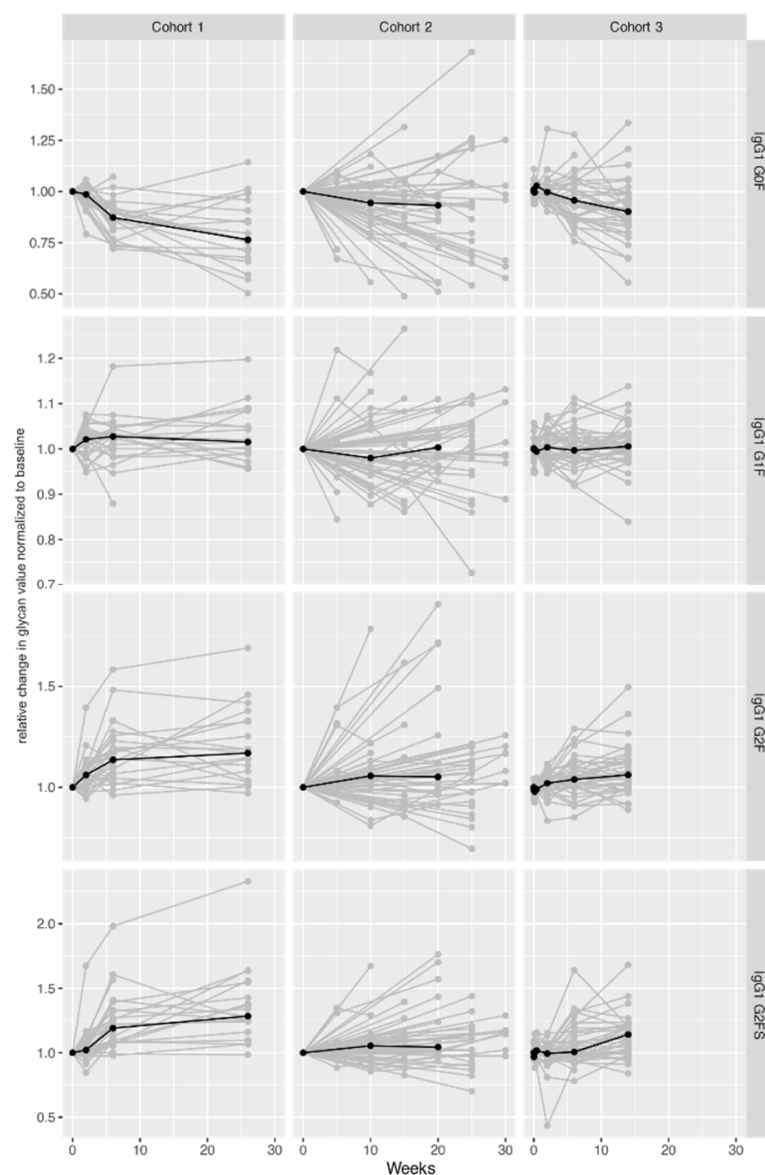 Cohort 1 Cohort 2 Cohort 3
relative change in glycan value normalized to baseline
1.50
1.25
1.00
0.75
0.50
IgG1 G0F
1.2
1.1
1.0
0.9
0.8
0.7
IgG1 G1F
1.5
1.0
IgG1 G2F
2.0
1.5
1.0
0.5
IgG1 G2FS
0 10 20 30 0 10 20 30 0 10 20 30
Weeks